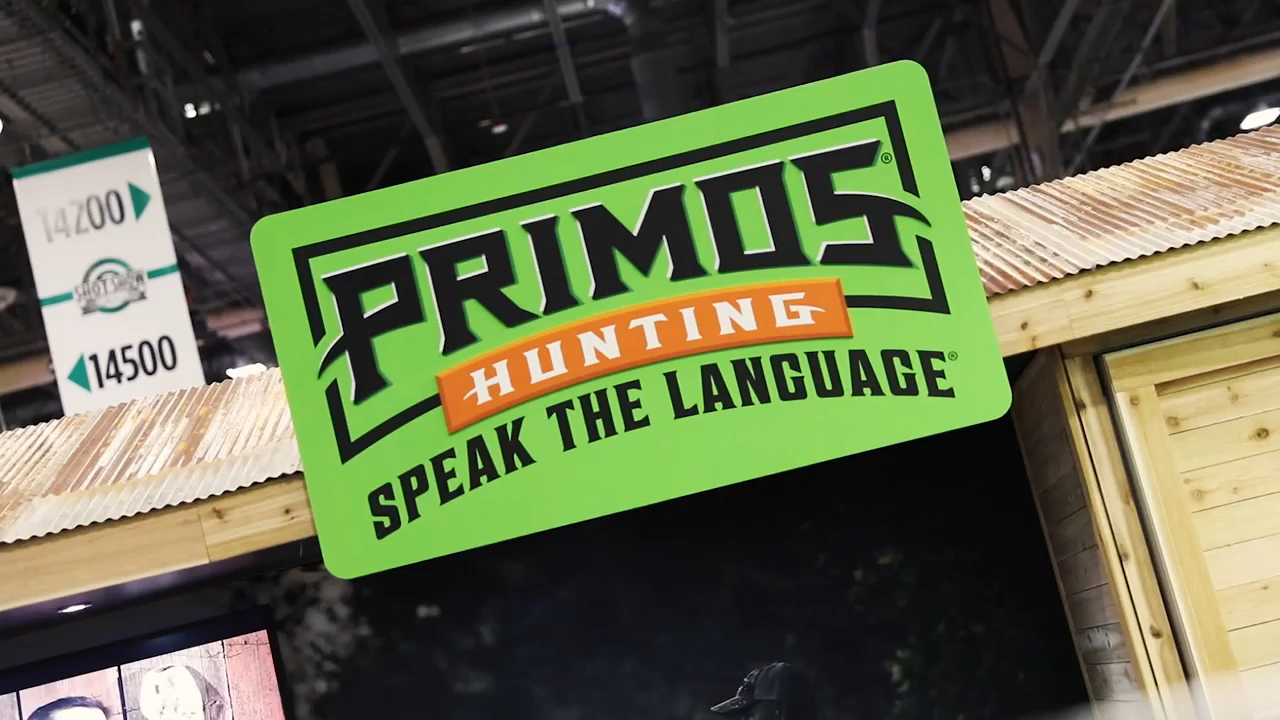 14200
SHOT SHOW
14500
PRIMOS®
HUNTING
SPEAK THE LANGUAGE®